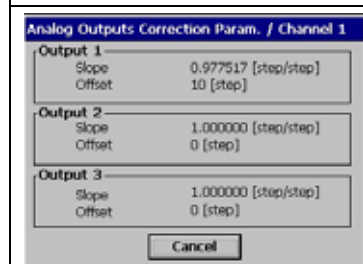 Analog Outputs Correction Param. / Channel 1
Output 1
Slope 0.977517 [step/step]
Offset 10 [step]
Output 2
Slope 1.000000 [step/step]
Offset 0 [step]
Output 3
Slope 1.000000 [step/step]
Offset 0 [step]
Cancel